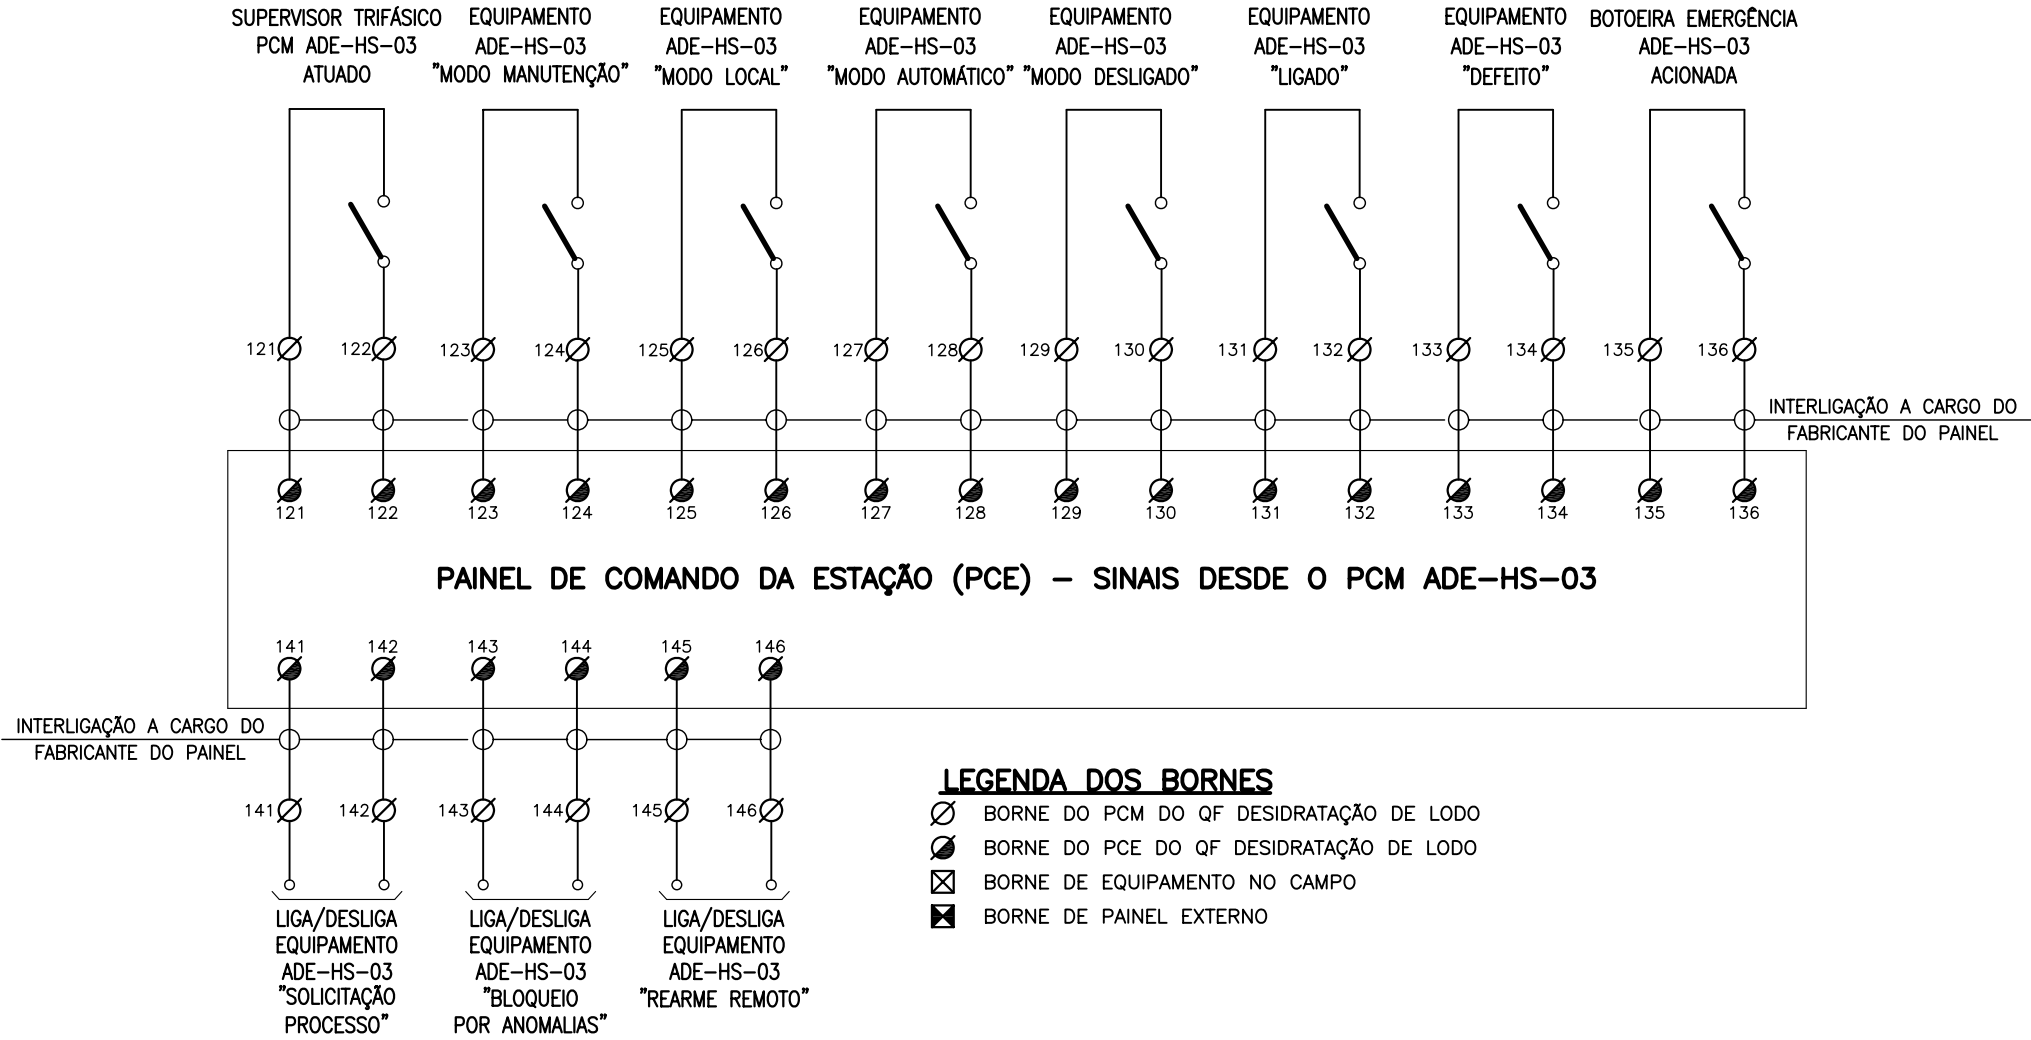 SUPERVISOR TRIFÁSICO
PCM ADE-HS-03
ATUADO
EQUIPAMENTO
ADE-HS-03
"MODO MANUTENÇÃO"
EQUIPAMENTO
ADE-HS-03
"MODO LOCAL"
EQUIPAMENTO
ADE-HS-03
"MODO AUTOMÁTICO"
EQUIPAMENTO
ADE-HS-03
"MODO DESLIGADO"
EQUIPAMENTO
ADE-HS-03
"LIGADO"
EQUIPAMENTO
ADE-HS-03
"DEFEITO"
BOTOEIRA EMERGÊNCIA
ADE-HS-03
ACIONADA
121 122 123 124 125 126 127 128 129 130 131 132 133 134 135 136
INTERLIGAÇÃO A CARGO DO
FABRICANTE DO PAINEL
121 122 123 124 125 126 127 128 129 130 131 132 133 134 135 136
PAINEL DE COMANDO DA ESTAÇÃO (PCE) - SINAIS DESDE O PCM ADE-HS-03
141 142 143 144 145 146
INTERLIGAÇÃO A CARGO DO
FABRICANTE DO PAINEL
141 142 143 144 145 146
LIGA/DESLIGA
EQUIPAMENTO
ADE-HS-03
"SOLICITAÇÃO
PROCESSO"
LIGA/DESLIGA
EQUIPAMENTO
ADE-HS-03
"BLOQUEIO
POR ANOMALIAS"
LIGA/DESLIGA
EQUIPAMENTO
ADE-HS-03
"REARME REMOTO"
LEGENDA DOS BORNES
BORNE DO PCM DO QF DESIDRATAÇÃO DE LODO
BORNE DO PCE DO QF DESIDRATAÇÃO DE LODO
BORNE DE EQUIPAMENTO NO CAMPO
BORNE DE PAINEL EXTERNO